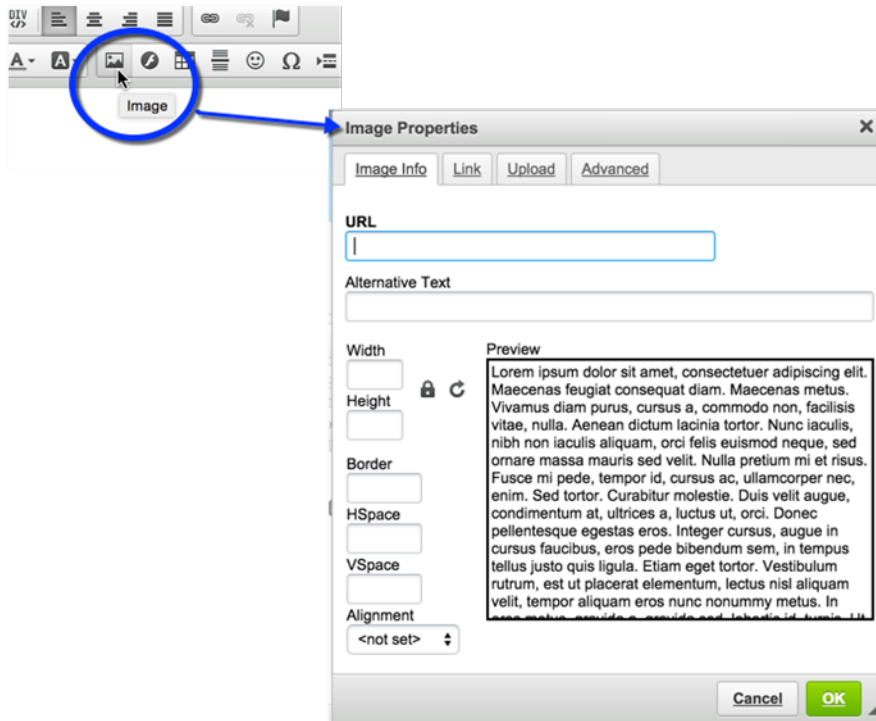 DIV
Image
Image Properties
Image Info Link Upload Advanced
URL
Alternative Text
Width
Height
Border
HSpace
VSpace
Alignment
<not set>
Preview
Lorem ipsum dolor sit amet, consectetuer adipiscing elit.
Maecenas feugiat consequat diam. Maecenas metus.
Vivamus diam purus, cursus a, commodo non, facilisis
vitae, nulla. Aenean dictum lacinia tortor. Nunc iaculis,
nibh non iaculis aliquam, orci felis euismod neque, sed
ornare massa mauris sed velit. Nulla pretium mi et risus.
Fusce mi pede, tempor id, cursus ac, ullamcorper nec,
enim. Sed tortor. Curabitur molestie. Duis velit augue,
condimentum at, ultrices a, luctus ut, orci. Donec
pellentesque egestas eros. Integer cursus, augue in
cursus faucibus, eros pede bibendum sem, in tempus
tellus justo quis ligula. Etiam eget tortor. Vestibulum
rutrum, est ut placerat elementum, lectus nisl aliquam
velit, tempor aliquam eros nunc nonummy metus. In
Cancel OK